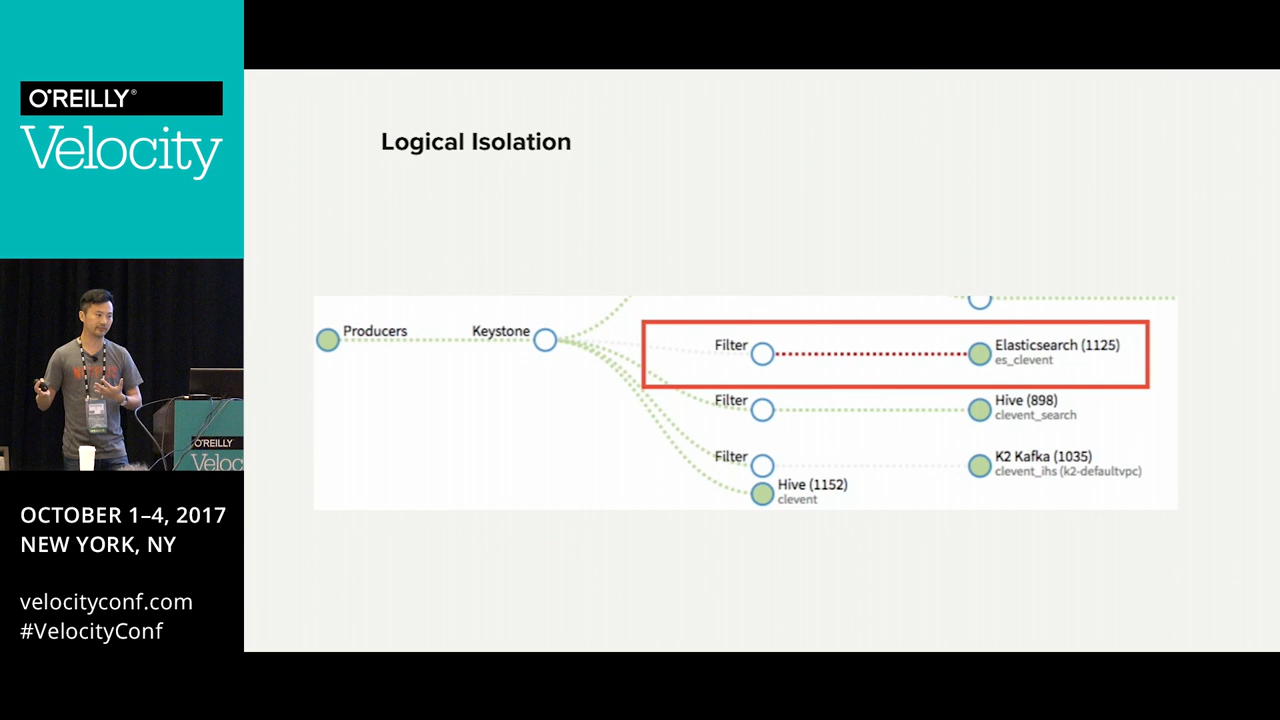 O'REILLY®
Velocity
O'REILLY
Veloc
OCTOBER 1–4, 2017
NEW YORK, NY
velocityconf.com
#VelocityConf
Logical Isolation
Producers
Keystone
Filter
Elasticsearch (1125)
es_clevent
Filter
Hive (898)
clevent_search
Filter
K2 Kafka (1035)
clevent_ihs (k2-defaultvpc)
Hive (1152)
clevent